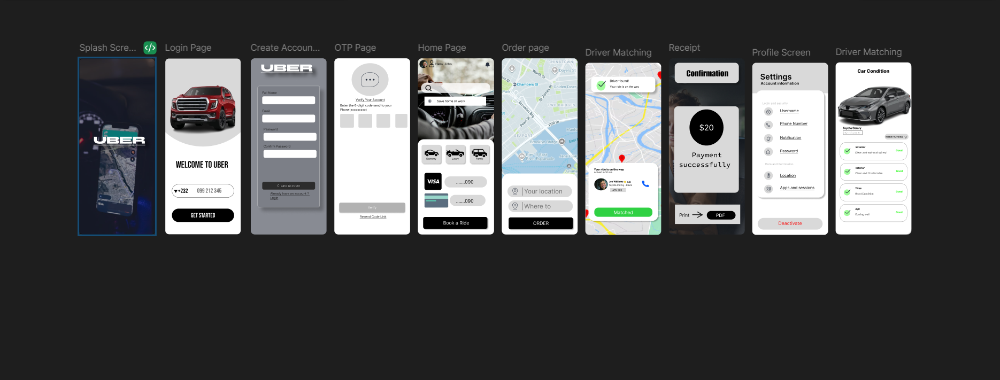 Splash Scre...
UBER
Login Page
WELCOME TO UBER
+232 099 212 345
GET STARTED
Create Accoun...
UBER
Full Name
Email
Password
Confirm Password
Create Account
Already have an account ?
Login
OTP Page
Verify Your Account
Enter the 6-digit code send to your
Phone(xxxxxxxxx)
Verify
Resend Code Link
Home Page
Hello, John
Save home or work
Economy
Luxury
Family
VISA
.......090
.......090
Book a Ride
Order page
CHINATOWN
Worth St
Doyers St
Chambers St
Golden Diner
Park
St James Pl
TWO BRIDGES
Brooklyn Brg
Pearl St
FDR Dr
SEAPORT
Manha
Brooklyn Bridge
East
Pier 15 East
River Esplanade
Jane's Ca
Juliana
Your location
Where to
ORDER
Driver Matching
Driver found!
Your ride is on the way
Your ride is on the way
Arrived in 10 min
Joe Williams 4.8
Toyota Camry . Black
ABY 200
Matched
Receipt
Confirmation
$20
Payment
successfully
Print
PDF
Profile Screen
Settings
Account information
Login and security
Username
Phone Number
Notification
Password
Data and Permission
Location
Apps and sessions
Deactivate
Driver Matching
Car Condition
Toyota Camry
INSIDE PICTURES
Exterior
Clean and well-maintained
Good
Interior
Clean and Comfortable
Good
Tires
Good Condition
Good
A/C
Cooling well
Good